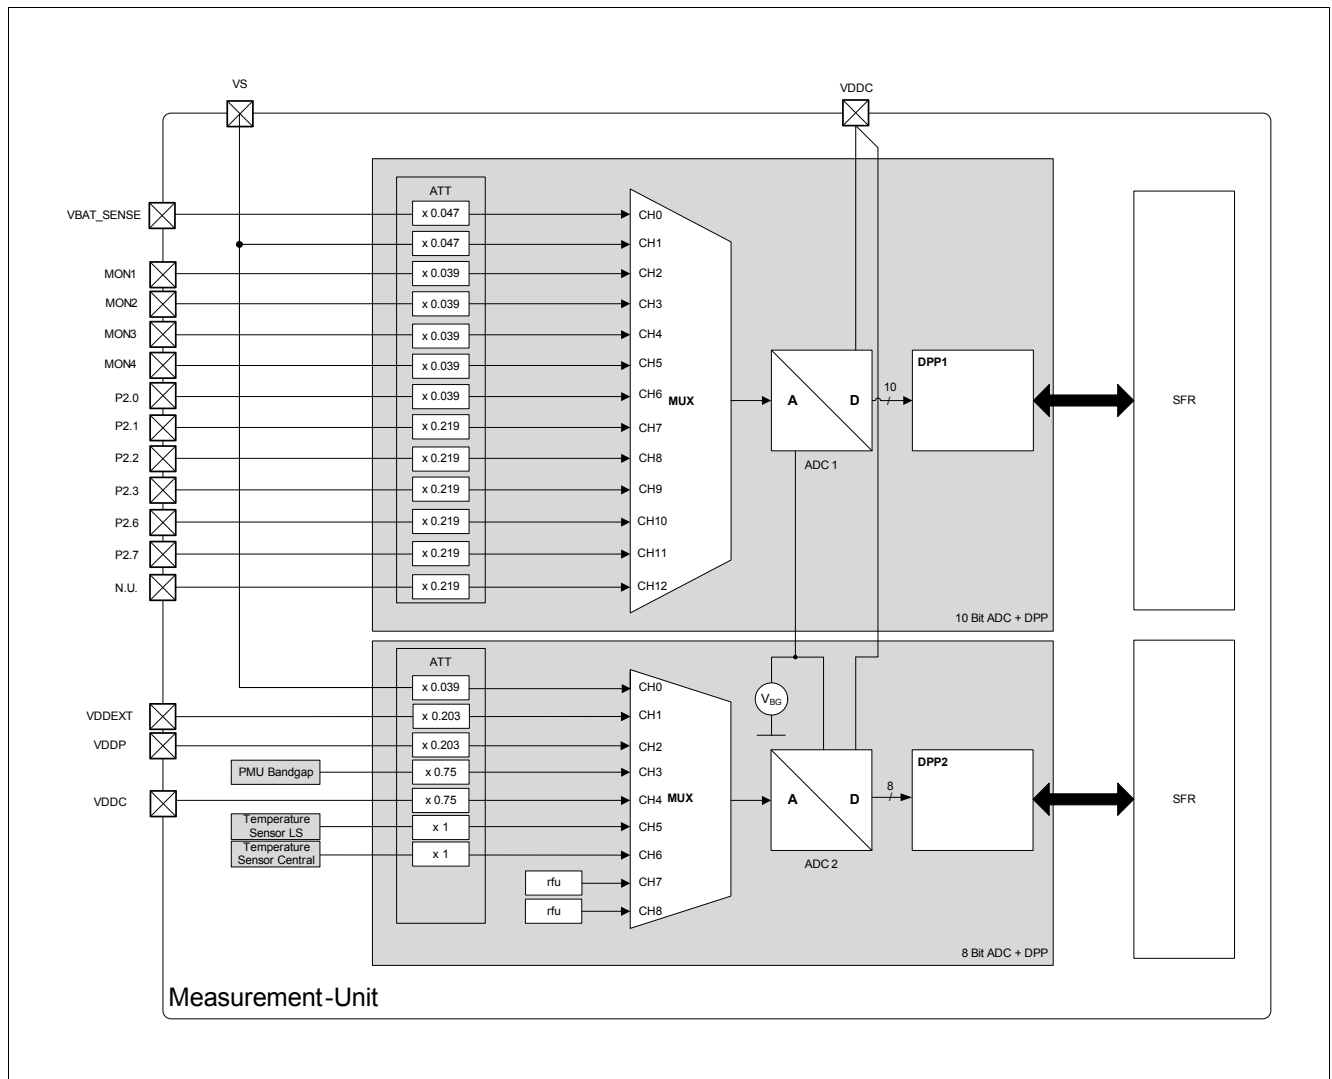 VS
VDDC
ATT
VBAT_SENSE
x 0.047
CH0
x 0.047
CH1
MON1
x 0.039
CH2
MON2
x 0.039
CH3
MON3
x 0.039
CH4
MON4
x 0.039
CH5
P2.0
x 0.039
CH6
MUX
P2.1
x 0.219
CH7
P2.2
x 0.219
CH8
P2.3
x 0.219
CH9
P2.6
x 0.219
CH10
P2.7
x 0.219
CH11
N.U.
x 0.219
CH12
A
D
ADC 1
10
DPP1
SFR
10 Bit ADC + DPP
ATT
x 0.039
CH0
VDDEXT
x 0.203
CH1
VDDP
x 0.203
CH2
PMU Bandgap
x 0.75
CH3
VDDC
x 0.75
CH4
MUX
Temperature
Sensor LS
x 1
CH5
Temperature
Sensor Central
x 1
CH6
rfu
CH7
rfu
CH8
VBG
A
D
ADC 2
8
DPP2
SFR
8 Bit ADC + DPP
Measurement-Unit